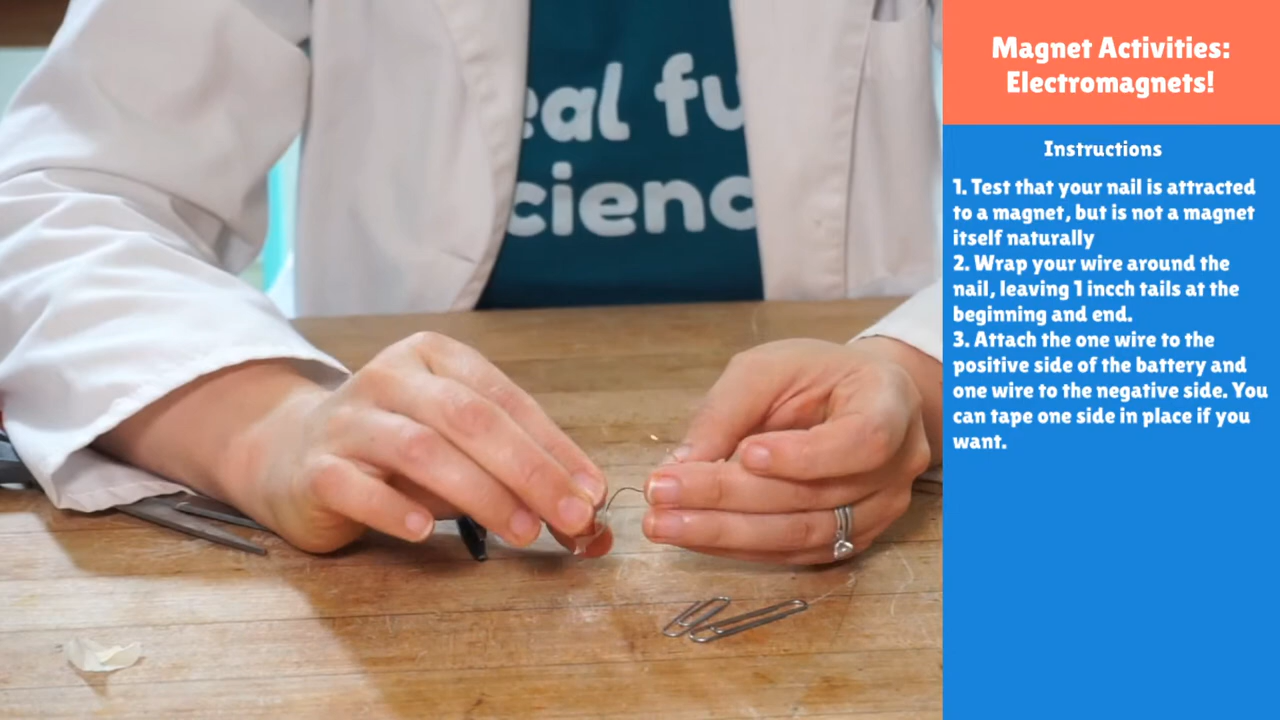 eal fu
cienc
Magnet Activities:
Electromagnets!
Instructions
1. Test that your nail is attracted
to a magnet, but is not a magnet
itself naturally
2. Wrap your wire around the
nail, leaving 1 incch tails at the
beginning and end.
3. Attach the one wire to the
positive side of the battery and
one wire to the negative side. You
can tape one side in place if you
want.